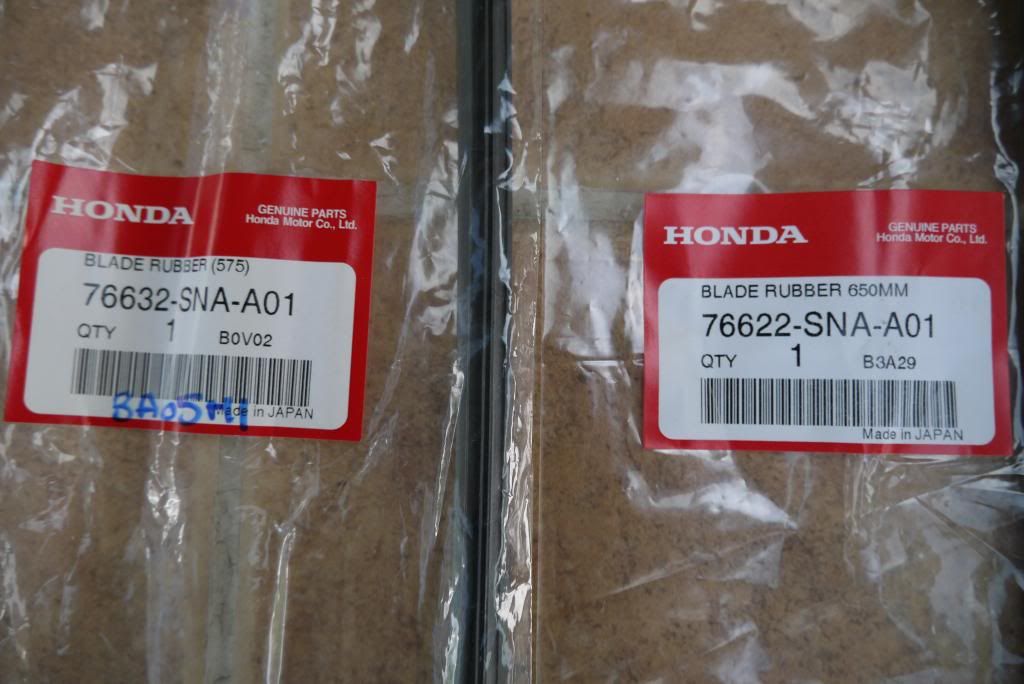 HONDA
GENUINE PARTS
Honda Motor Co., Ltd.
BLADE RUBBER (575)
76632-SNA-A01
QTY 1 B0V02
BA05M1
Made in JAPAN
HONDA
GENUINE PARTS
Honda Motor Co., Ltd.
BLADE RUBBER 650MM
76622-SNA-A01
QTY 1 B3A29
Made in JAPAN